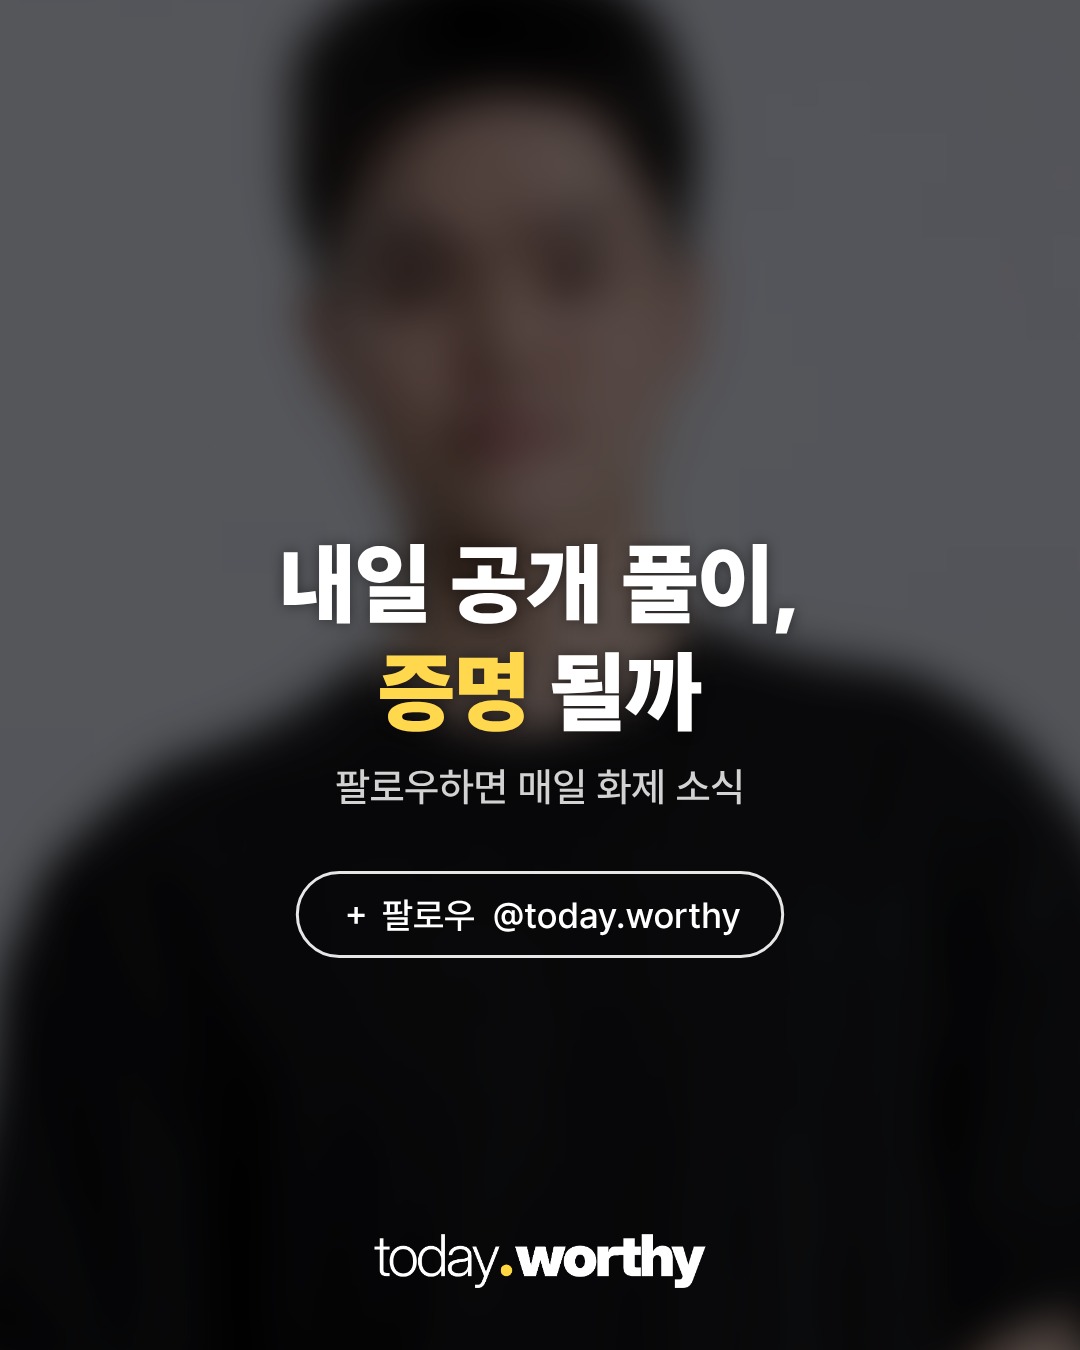 내일 공개 풀이,
증명 될까
팔로우하면 매일 화제 소식
+ 팔로우 @today.worthy
today.worthy